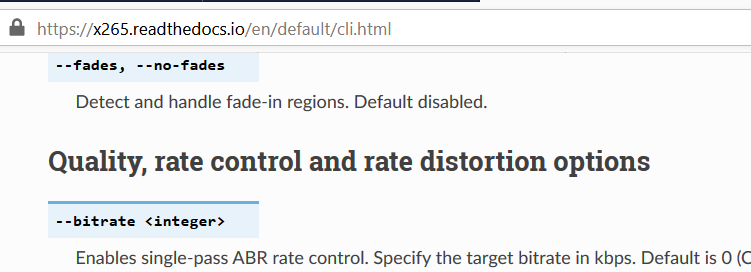 https://x265.readthedocs.io/en/default/cli.html
--fades, --no-fades
Detect and handle fade-in regions. Default disabled.
Quality, rate control and rate distortion options
--bitrate <integer>
Enables single-pass ABR rate control. Specify the target bitrate in kbps. Default is 0 (C